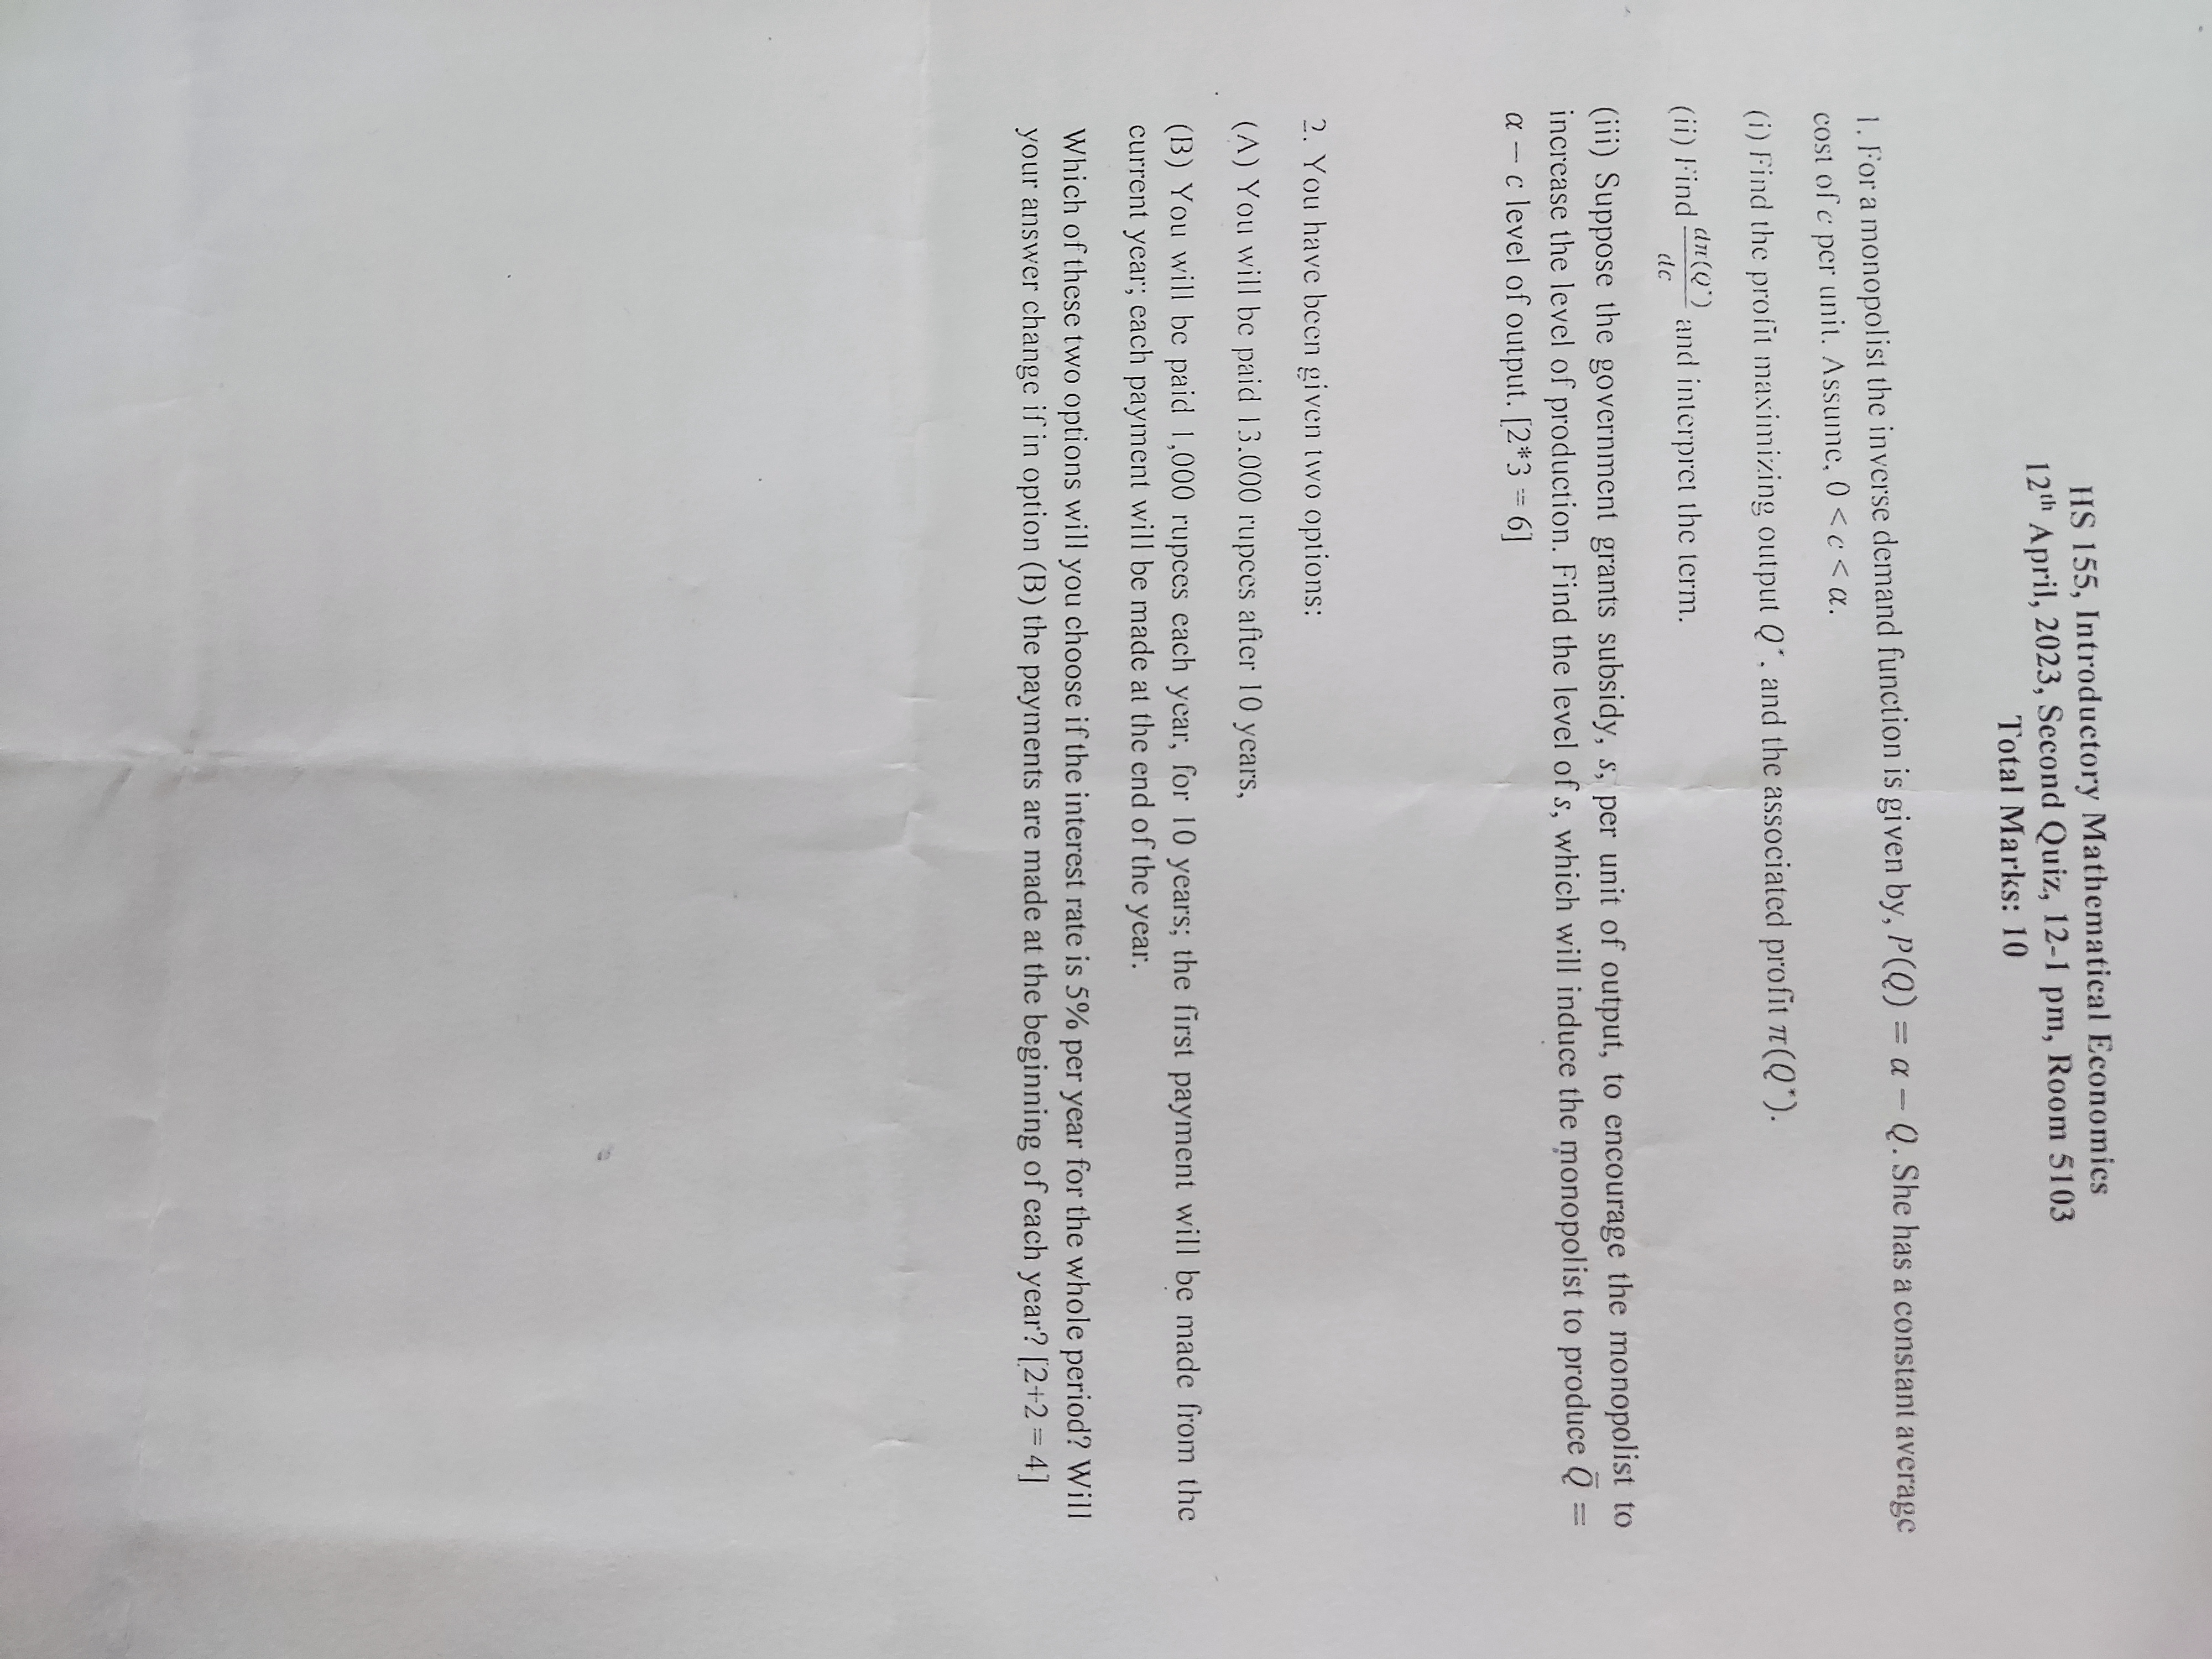 HS 155, Introductory Mathematical Economics
12th April, 2023, Second Quiz, 12-1 pm, Room 5103
Total Marks: 10
1. For a monopolist the inverse demand function is given by, P(Q) = α − Q. She has a constant average
cost of c per unit. Assume, 0 < c < α.
(i) Find the profit maximizing output Q*, and the associated profit π(Q*).
(ii) Find dπ(Q*)/dc and interpret the term.
(iii) Suppose the government grants subsidy, s, per unit of output, to encourage the monopolist to
increase the level of production. Find the level of s, which will induce the monopolist to produce Q̄ =
α − c level of output. [2*3 = 6]
2. You have been given two options:
(A) You will be paid 13,000 rupees after 10 years,
(B) You will be paid 1,000 rupees each year, for 10 years; the first payment will be made from the
current year; each payment will be made at the end of the year.
Which of these two options will you choose if the interest rate is 5% per year for the whole period? Will
your answer change if in option (B) the payments are made at the beginning of each year? [2+2 = 4]